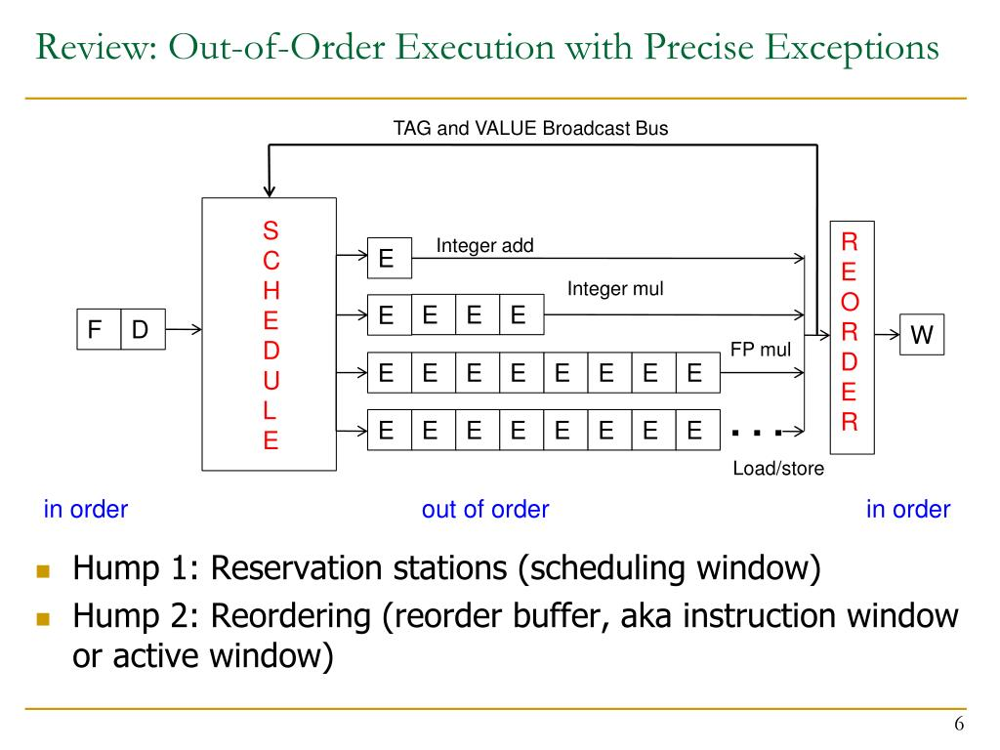 Review: Out-of-Order Execution with Precise Exceptions
TAG and VALUE Broadcast Bus
F D
S
C
H
E
D
U
L
E
E
Integer add
E E E E
Integer mul
E E E E E E E E
FP mul
E E E E E E E E . . .
Load/store
R
E
O
R
D
E
R
W
in order
out of order
in order
Hump 1: Reservation stations (scheduling window)
Hump 2: Reordering (reorder buffer, aka instruction window
or active window)
6